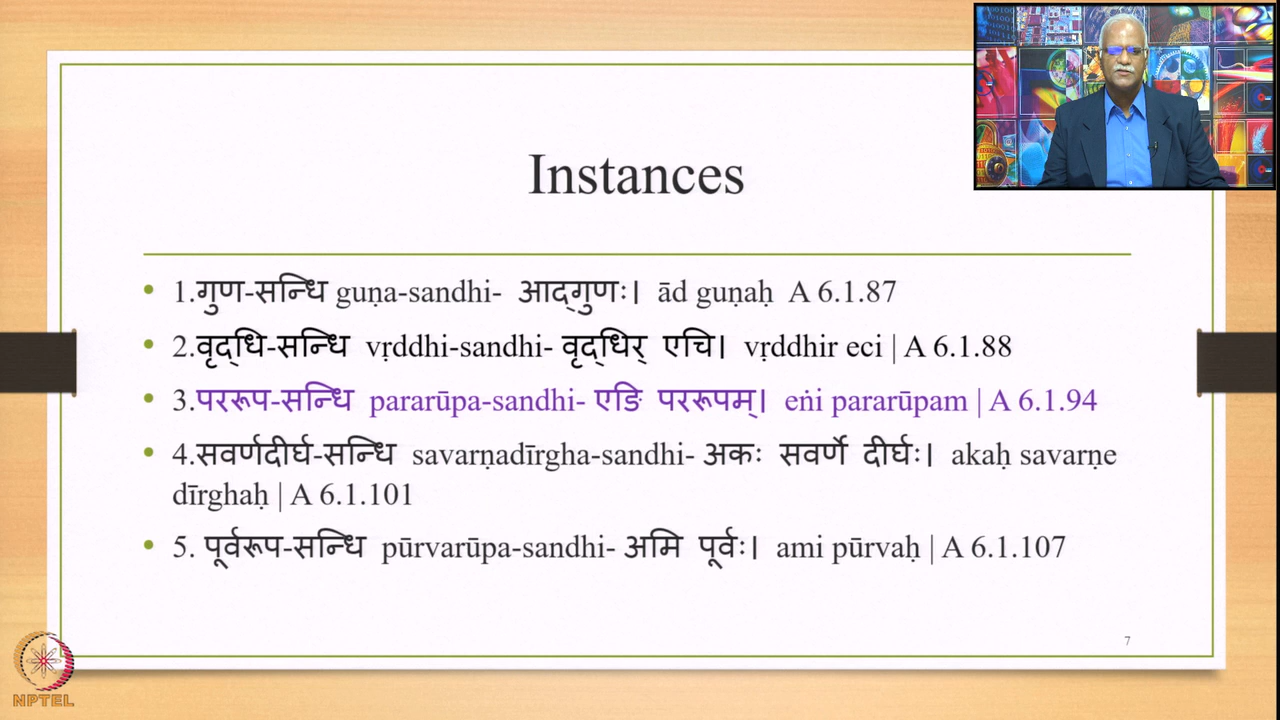 Instances
• 1.गुण-सन्धि guṇa-sandhi- आद्‌गुणः। ād guṇaḥ A 6.1.87
• 2.वृद्‌धि-सन्धि vṛddhi-sandhi- वृद्‌धिर् एचि। vṛddhir eci | A 6.1.88
• 3.पररूप-सन्धि pararūpa-sandhi- एङि पररूपम्। eṅi pararūpam | A 6.1.94
• 4.सवर्णदीर्घ-सन्धि savarṇadīrgha-sandhi- अकः सवर्णे दीर्घः। akaḥ savarṇe
dīrghaḥ | A 6.1.101
• 5. पूर्वरूप-सन्धि pūrvarūpa-sandhi- अमि पूर्वः। ami pūrvaḥ | A 6.1.107
7
NPTEL